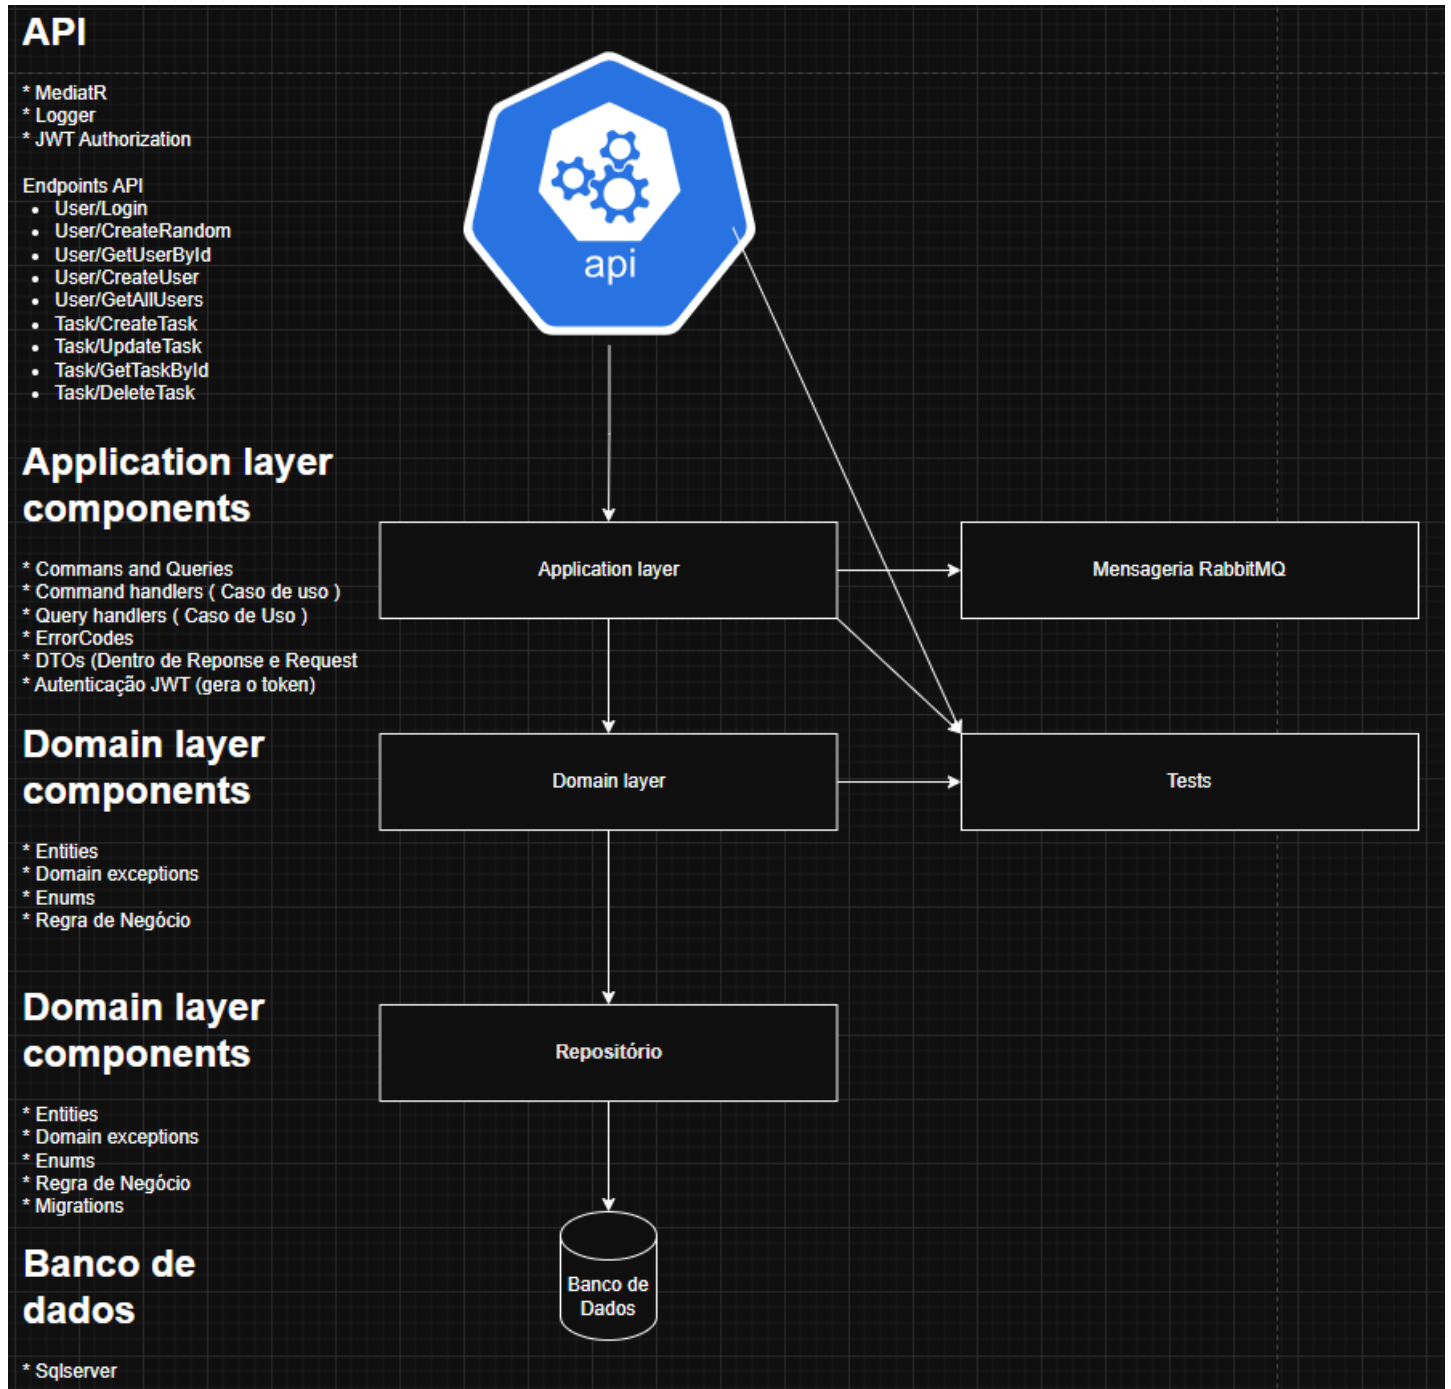 API
* MediatR
* Logger
* JWT Authorization
Endpoints API
• User/Login
• User/CreateRandom
• User/GetUserById
• User/CreateUser
• User/GetAllUsers
• Task/CreateTask
• Task/UpdateTask
• Task/GetTaskById
• Task/DeleteTask
api
Application layer
components
* Commans and Queries
* Command handlers ( Caso de uso )
* Query handlers ( Caso de Uso )
* ErrorCodes
* DTOs (Dentro de Reponse e Request
* Autenticação JWT (gera o token)
Application layer
Mensageria RabbitMQ
Domain layer
components
* Entities
* Domain exceptions
* Enums
* Regra de Negócio
Domain layer
Tests
Domain layer
components
* Entities
* Domain exceptions
* Enums
* Regra de Negócio
* Migrations
Repositório
Banco de
dados
* Sqlserver
Banco de
Dados